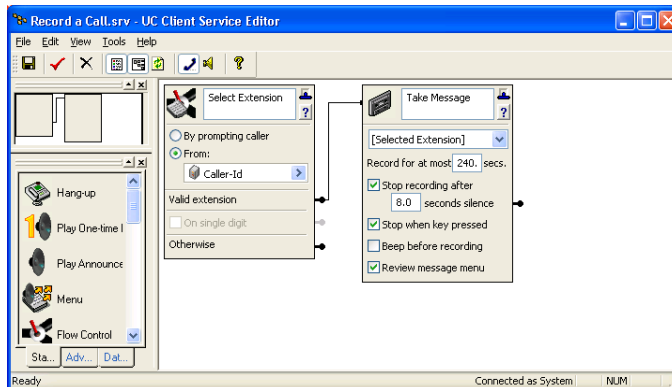 Record a Call.srv - UC Client Service Editor
File Edit View Tools Help
?
Select Extension
?
By prompting caller
From:
Caller-Id
Valid extension
On single digit
Otherwise
Take Message
?
[Selected Extension]
Record for at most 240. secs.
Stop recording after
8.0 seconds silence
Stop when key pressed
Beep before recording
Review message menu
Hang-up
1 Play One-time I
Play Announce
Menu
Flow Control
Sta... Adv... Dat...
Ready
Connected as System NUM